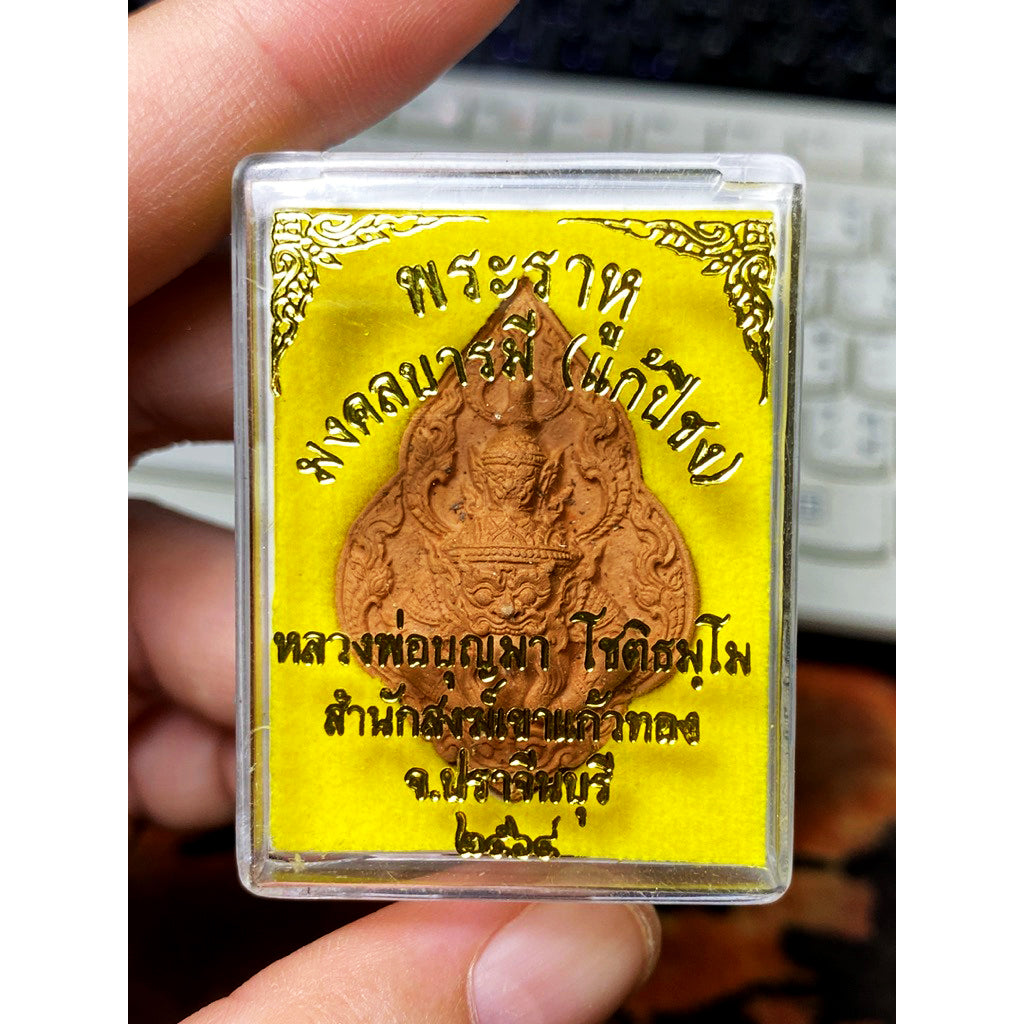 พระราหู
มงคลบารมี (แก้ปีชง)
หลวงพ่อบุญมา โชติธมฺโม
สำนักสงฆ์เขาแก้วทอง
จ.ปราจีนบุรี
๒๕๖๔